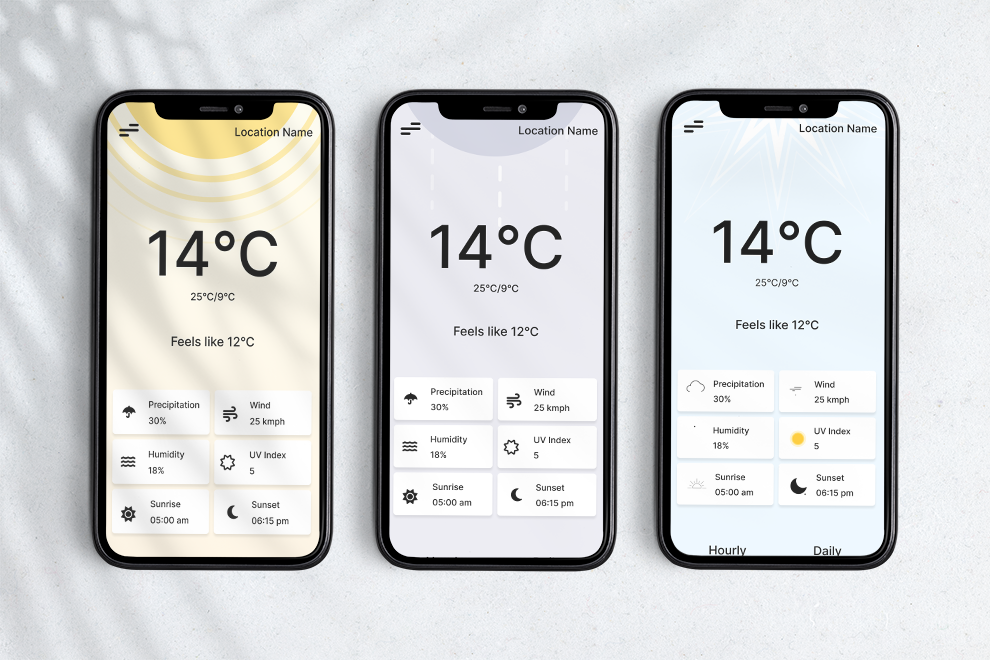 Location Name
14°C
25°C/9°C
Feels like 12°C
Precipitation
30%
Wind
25 kmph
Humidity
18%
UV Index
5
Sunrise
05:00 am
Sunset
06:15 pm
Location Name
14°C
25°C/9°C
Feels like 12°C
Precipitation
30%
Wind
25 kmph
Humidity
18%
UV Index
5
Sunrise
05:00 am
Sunset
06:15 pm
Location Name
14°C
25°C/9°C
Feels like 12°C
Precipitation
30%
Wind
25 kmph
Humidity
18%
UV Index
5
Sunrise
05:00 am
Sunset
06:15 pm
Hourly
Daily